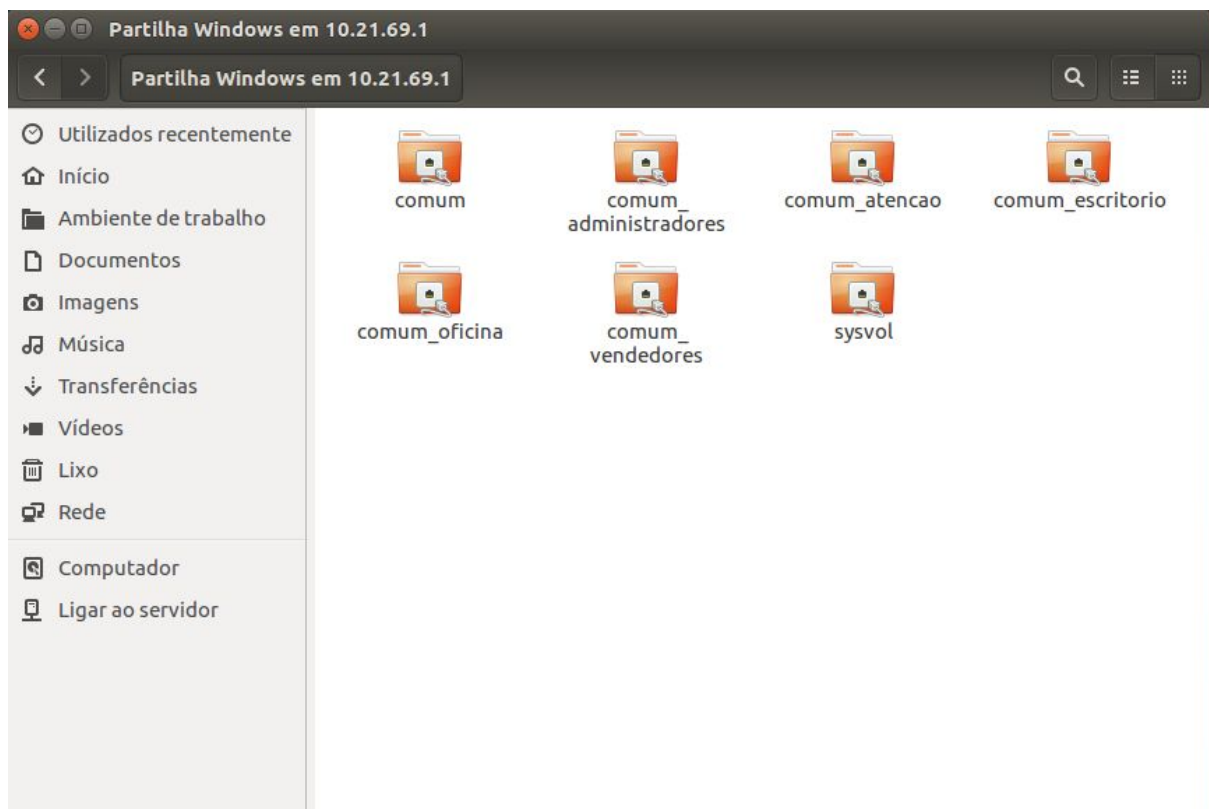 Partilha Windows em 10.21.69.1
Partilha Windows em 10.21.69.1
Utilizados recentemente
Início
Ambiente de trabalho
Documentos
Imagens
Música
Transferências
Vídeos
Lixo
Rede
Computador
Ligar ao servidor
comum
comum_
administradores
comum_atencao
comum_escritorio
comum_oficina
comum_
vendedores
sysvol